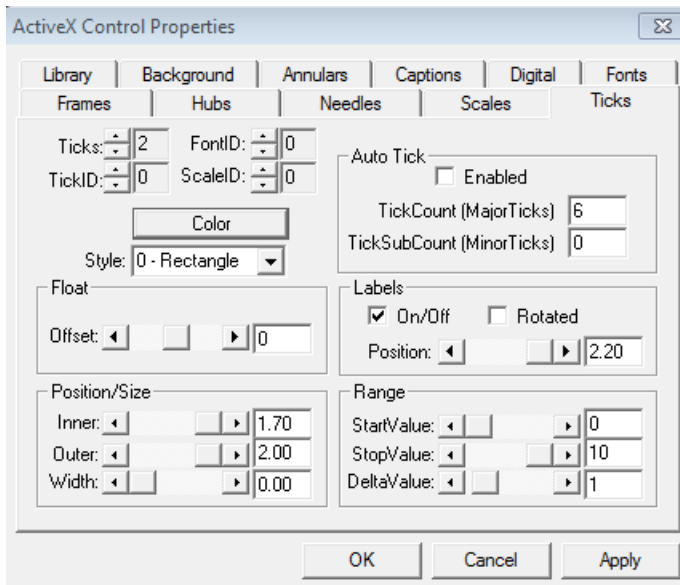 ActiveX Control Properties
Library Background Annulars Captions Digital Fonts
Frames Hubs Needles Scales Ticks
Ticks: 2 FontID: 0
TickID: 0 ScaleID: 0
Color
Style: 0 - Rectangle
Auto Tick
Enabled
TickCount (MajorTicks) 6
TickSubCount (MinorTicks) 0
Float
Offset: 0
Labels
On/Off Rotated
Position: 2.20
Position/Size
Inner: 1.70
Outer: 2.00
Width: 0.00
Range
StartValue: 0
StopValue: 10
DeltaValue: 1
OK Cancel Apply